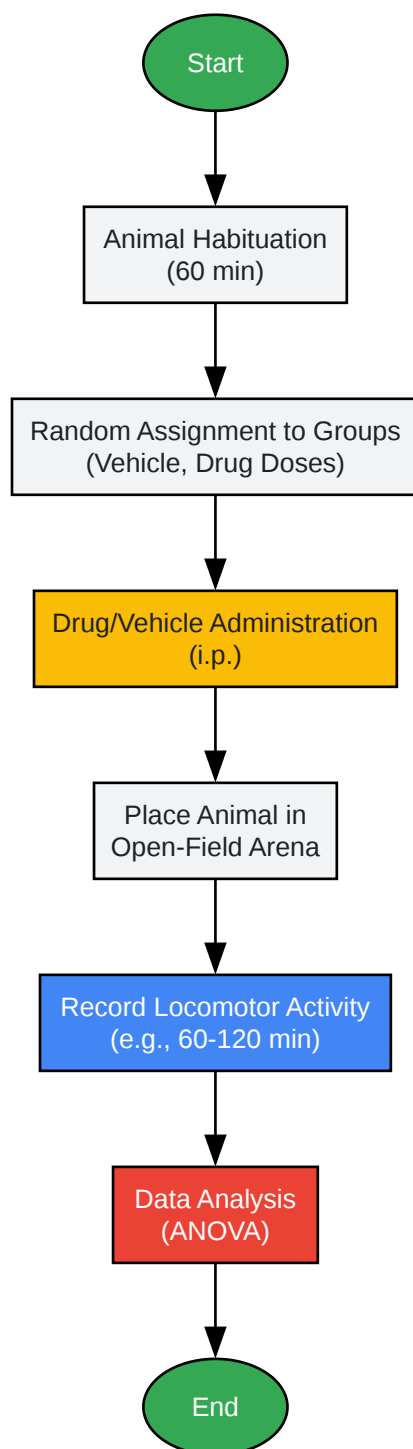 Start
Animal Habituation
(60 min)
Random Assignment to Groups
(Vehicle, Drug Doses)
Drug/Vehicle Administration
(i.p.)
Place Animal in
Open-Field Arena
Record Locomotor Activity
(e.g., 60-120 min)
Data Analysis
(ANOVA)
End